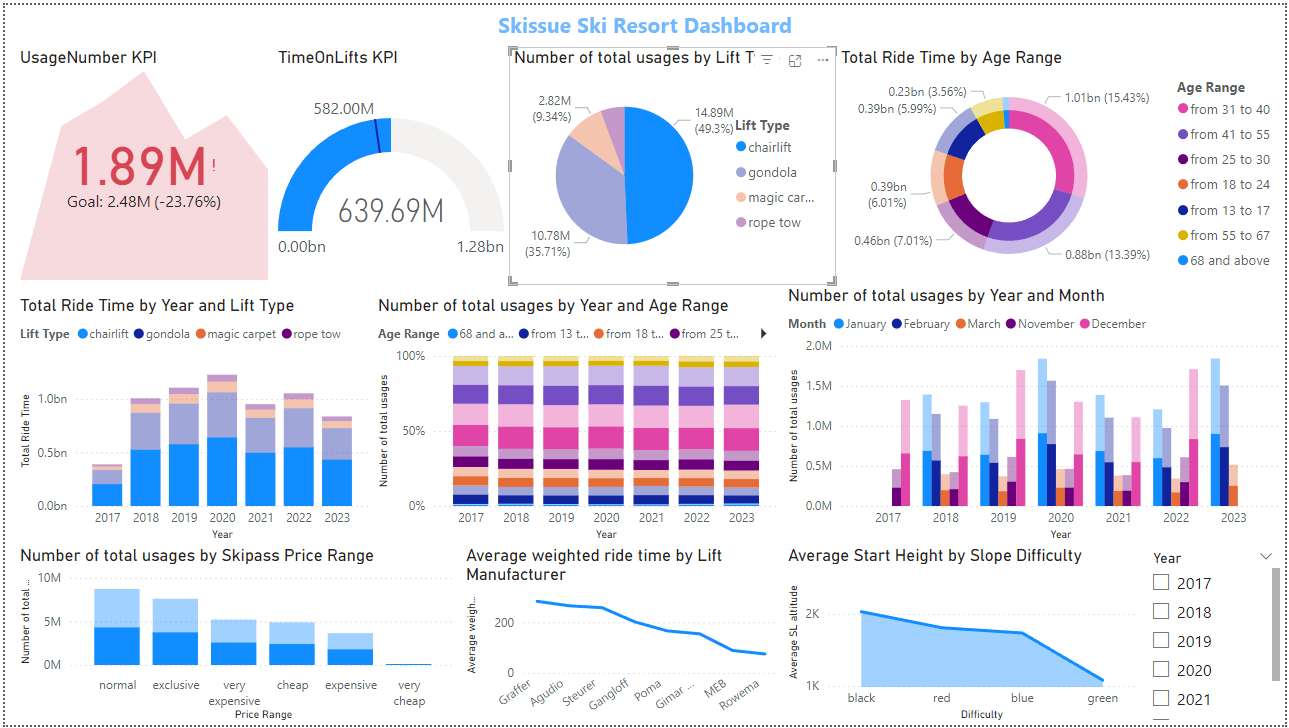 Skissue Ski Resort Dashboard
UsageNumber KPI
1.89M!
Goal: 2.48M (-23.76%)
TimeOnLifts KPI
582.00M
639.69M
0.00bn
1.28bn
Number of total usages by Lift T
2.82M
(9.34%)
14.89M
(49.3%)
10.78M
(35.71%)
Lift Type
chairlift
gondola
magic car...
rope tow
Total Ride Time by Age Range
0.23bn (3.56%)
0.39bn (5.99%)
1.01bn (15.43%)
0.39bn
(6.01%)
0.46bn (7.01%)
0.88bn (13.39%)
Age Range
from 31 to 40
from 41 to 55
from 25 to 30
from 18 to 24
from 13 to 17
from 55 to 67
68 and above
Total Ride Time by Year and Lift Type
Lift Type chairlift gondola magic carpet rope tow
Total Ride Time
1.0bn
0.5bn
0.0bn
2017 2018 2019 2020 2021 2022 2023
Year
Number of total usages by Year and Age Range
Age Range 68 and a... from 13 t... from 18 t... from 25 t...
Number of total usages
100%
50%
0%
2017 2018 2019 2020 2021 2022 2023
Year
Number of total usages by Year and Month
Month January February March November December
Number of total usages
2.0M
1.5M
1.0M
0.5M
0.0M
2017 2018 2019 2020 2021 2022 2023
Year
Number of total usages by Skipass Price Range
Number of total...
10M
5M
0M
normal exclusive very expensive cheap expensive very cheap
Price Range
Average weighted ride time by Lift
Manufacturer
Average weigh...
200
0
Graffer Agudio Steurer Gangloff Poma Gimar ... MEB Rowema
Average Start Height by Slope Difficulty
Average SL altitude
2K
1K
black red blue green
Difficulty
Year
2017
2018
2019
2020
2021